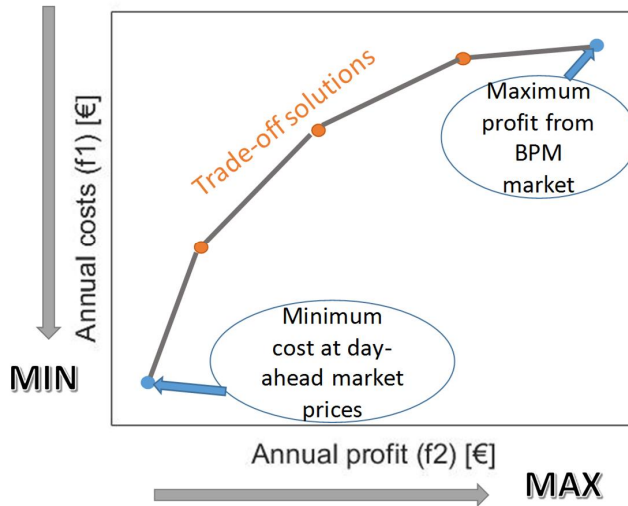 Annual costs (f1) [€]
MIN
Trade-off solutions
Maximum
profit from
BPM
market
Minimum
cost at day-
ahead market
prices
Annual profit (f2) [€]
MAX